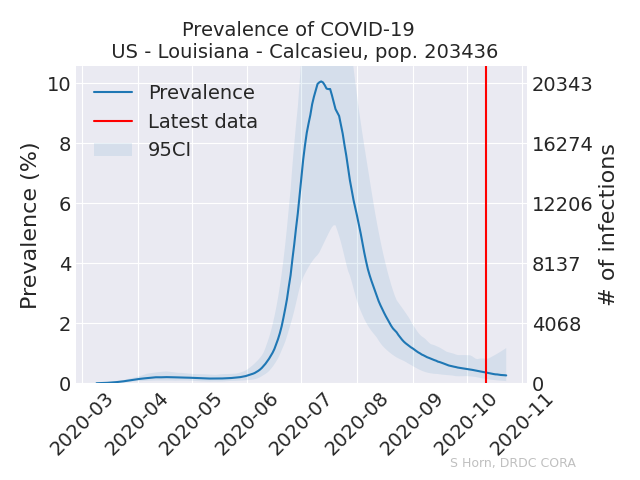 Prevalence of COVID-19
US - Louisiana - Calcasieu, pop. 203436
Prevalence (%)
10
8
6
4
2
0
Prevalence
Latest data
95CI
20343
16274
12206
8137
4068
0
# of infections
2020-03
2020-04
2020-05
2020-06
2020-07
2020-08
2020-09
2020-10
2020-11
S Horn, DRDC CORA